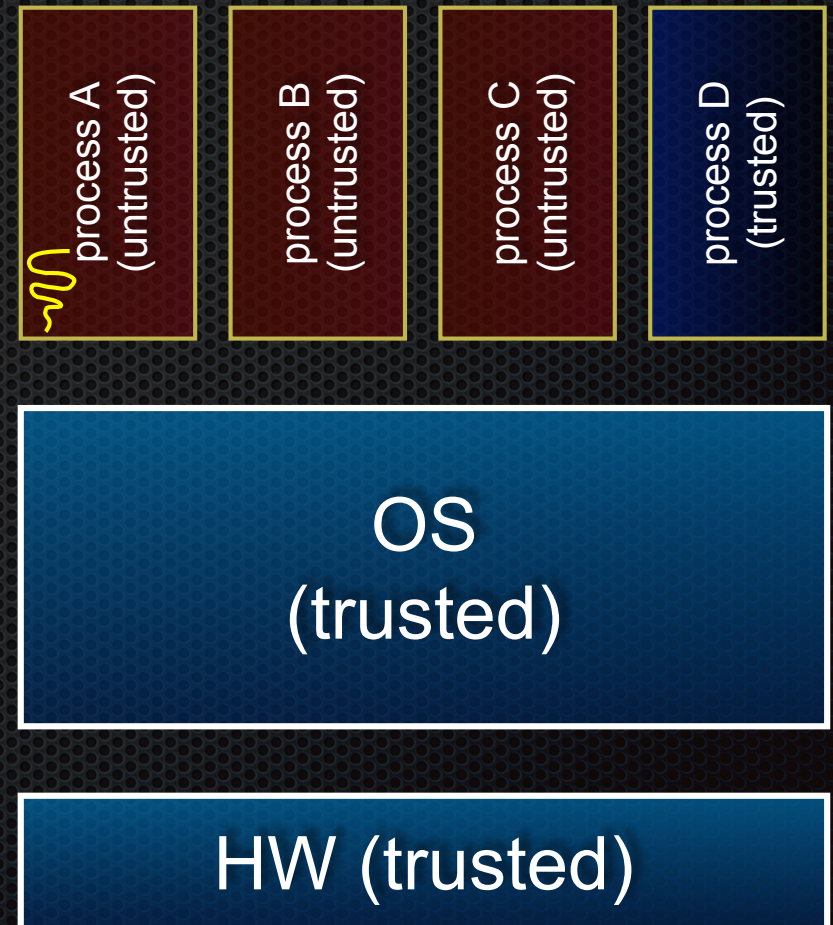 process A
(untrusted)
process B
(untrusted)
process C
(untrusted)
process D
(trusted)
OS
(trusted)
HW (trusted)